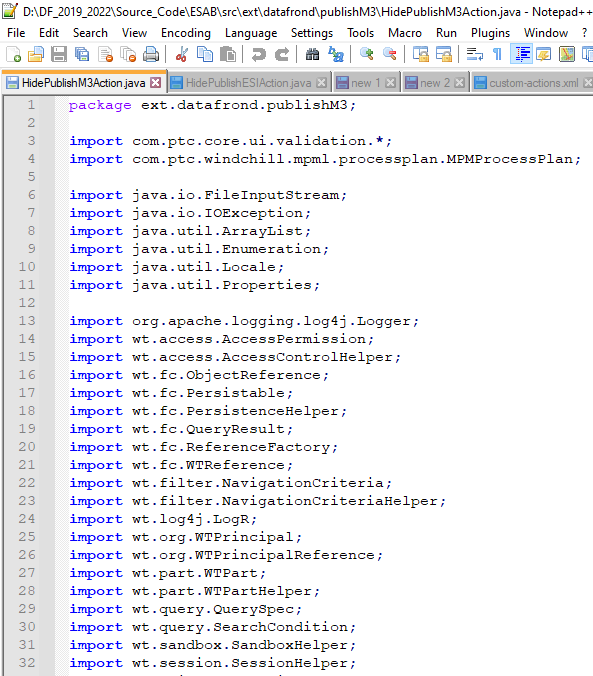 D:\DF_2019_2022\Source_Code\ESAB\src\ext\datafrond\publishM3\HidePublishM3Action.java - Notepad++
File Edit Search View Encoding Language Settings Tools Macro Run Plugins Window ?
HidePublishM3Action.java HidePublishESIAction.java new 1 new 2 custom-actions.xml
1 package ext.datafrond.publishM3;
2
3 import com.ptc.core.ui.validation.*;
4 import com.ptc.windchill.mpml.processplan.MPMProcessPlan;
5
6 import java.io.FileInputStream;
7 import java.io.IOException;
8 import java.util.ArrayList;
9 import java.util.Enumeration;
10 import java.util.Locale;
11 import java.util.Properties;
12
13 import org.apache.logging.log4j.Logger;
14 import wt.access.AccessPermission;
15 import wt.access.AccessControlHelper;
16 import wt.fc.ObjectReference;
17 import wt.fc.Persistable;
18 import wt.fc.PersistenceHelper;
19 import wt.fc.QueryResult;
20 import wt.fc.ReferenceFactory;
21 import wt.fc.WTReference;
22 import wt.filter.NavigationCriteria;
23 import wt.filter.NavigationCriteriaHelper;
24 import wt.log4j.LogR;
25 import wt.org.WTPrincipal;
26 import wt.org.WTPrincipalReference;
27 import wt.part.WTPart;
28 import wt.part.WTPartHelper;
29 import wt.query.QuerySpec;
30 import wt.query.SearchCondition;
31 import wt.sandbox.SandboxHelper;
32 import wt.session.SessionHelper;